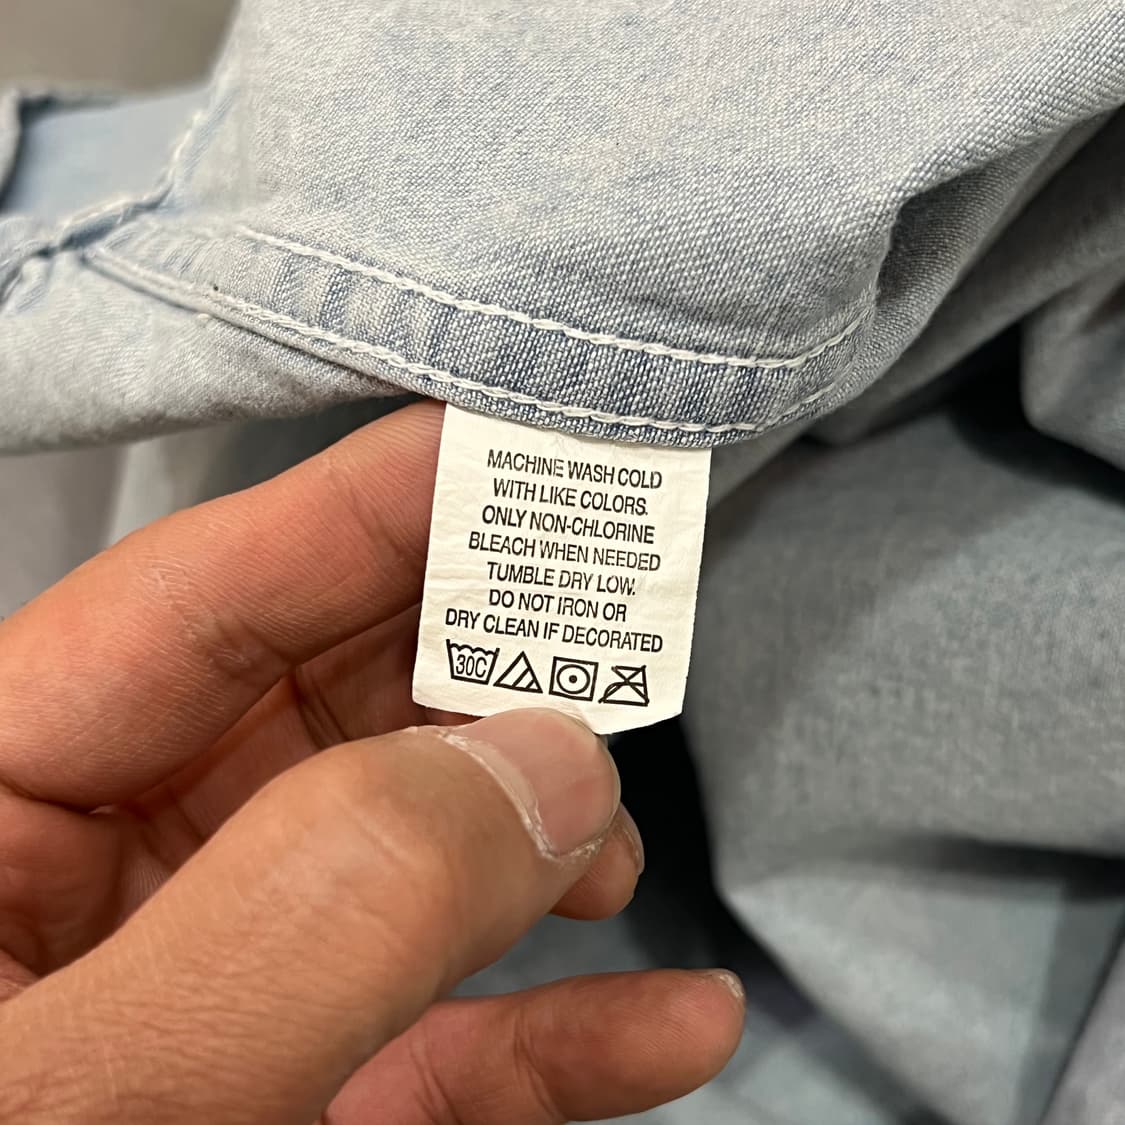 MACHINE WASH COLD
WITH LIKE COLORS.
ONLY NON-CHLORINE
BLEACH WHEN NEEDED
TUMBLE DRY LOW.
DO NOT IRON OR
DRY CLEAN IF DECORATED
30C